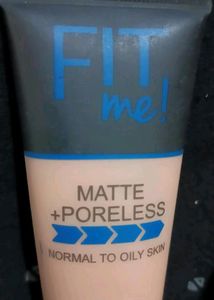 FIT
me!
MATTE
+PORELESS
NORMAL TO OILY SKIN